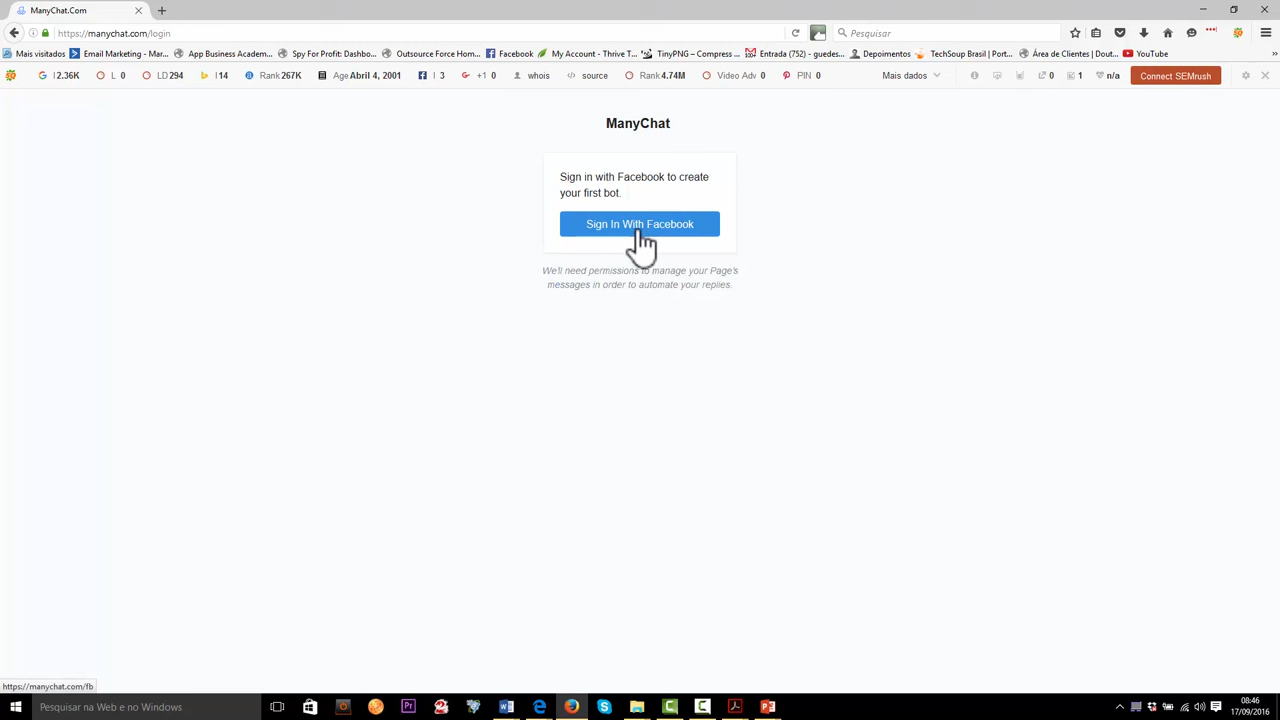 ManyChat.Com
https://manychat.com/login
Pesquisar
Mais visitados
Email Marketing - Mar...
App Business Academ...
Spy For Profit: Dashbo...
Outsource Force Hom...
Facebook
My Account - Thrive T...
TinyPNG – Compress ...
Entrada (752) - guedes...
Depoimentos
TechSoup Brasil | Port...
Área de Clientes | Dout...
YouTube
I 2.36K
L 0
LD 294
I 14
Rank 267K
Age Abril 4, 2001
I 3
+1 0
whois
source
Rank 4.74M
Video Adv 0
PIN 0
Mais dados
0
1
n/a
Connect SEMrush
ManyChat
Sign in with Facebook to create
your first bot.
Sign In With Facebook
We'll need permissions to manage your Page's
messages in order to automate your replies.
https://manychat.com/fb
Pesquisar na Web e no Windows
08:46
17/09/2016